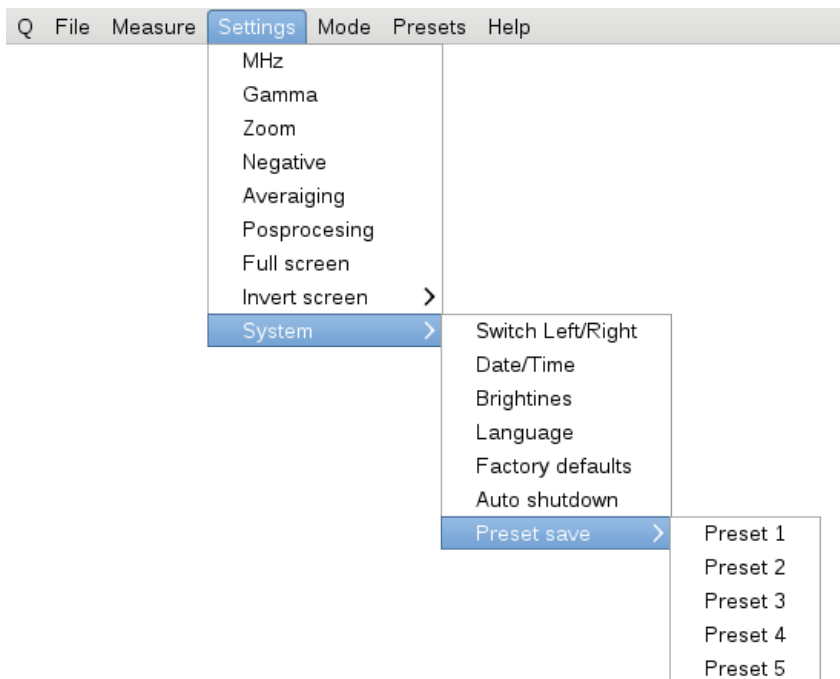 Q File Measure Settings Mode Presets Help
MHz
Gamma
Zoom
Negative
Averaiging
Posprocesing
Full screen
Invert screen
System
Switch Left/Right
Date/Time
Brightines
Language
Factory defaults
Auto shutdown
Preset save
Preset 1
Preset 2
Preset 3
Preset 4
Preset 5